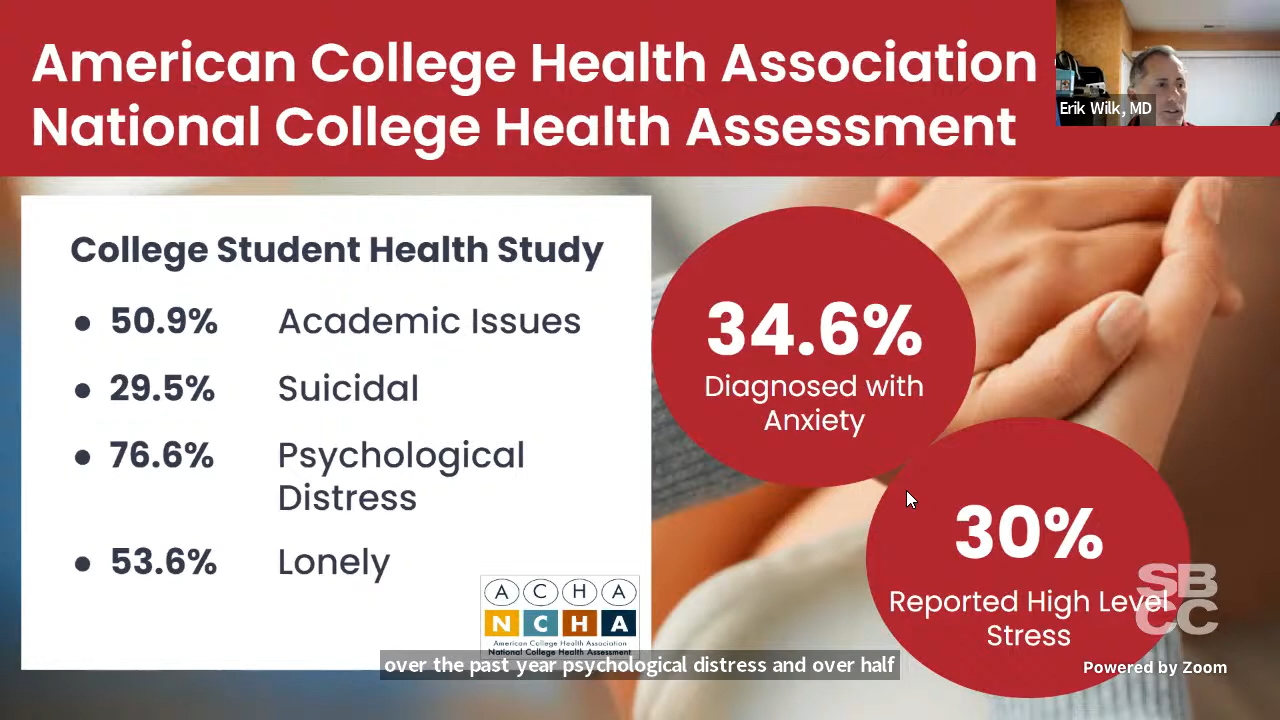 American College Health Association
National College Health Assessment
Erik Wilk, MD
College Student Health Study
• 50.9% Academic Issues
• 29.5% Suicidal
• 76.6% Psychological
Distress
• 53.6% Lonely
34.6%
Diagnosed with
Anxiety
30%
Reported High Level
Stress
A C H A
N C H A
American College Health Association
National College Health Assessment
SB
CC
over the past year psychological distress and over half
Powered by Zoom